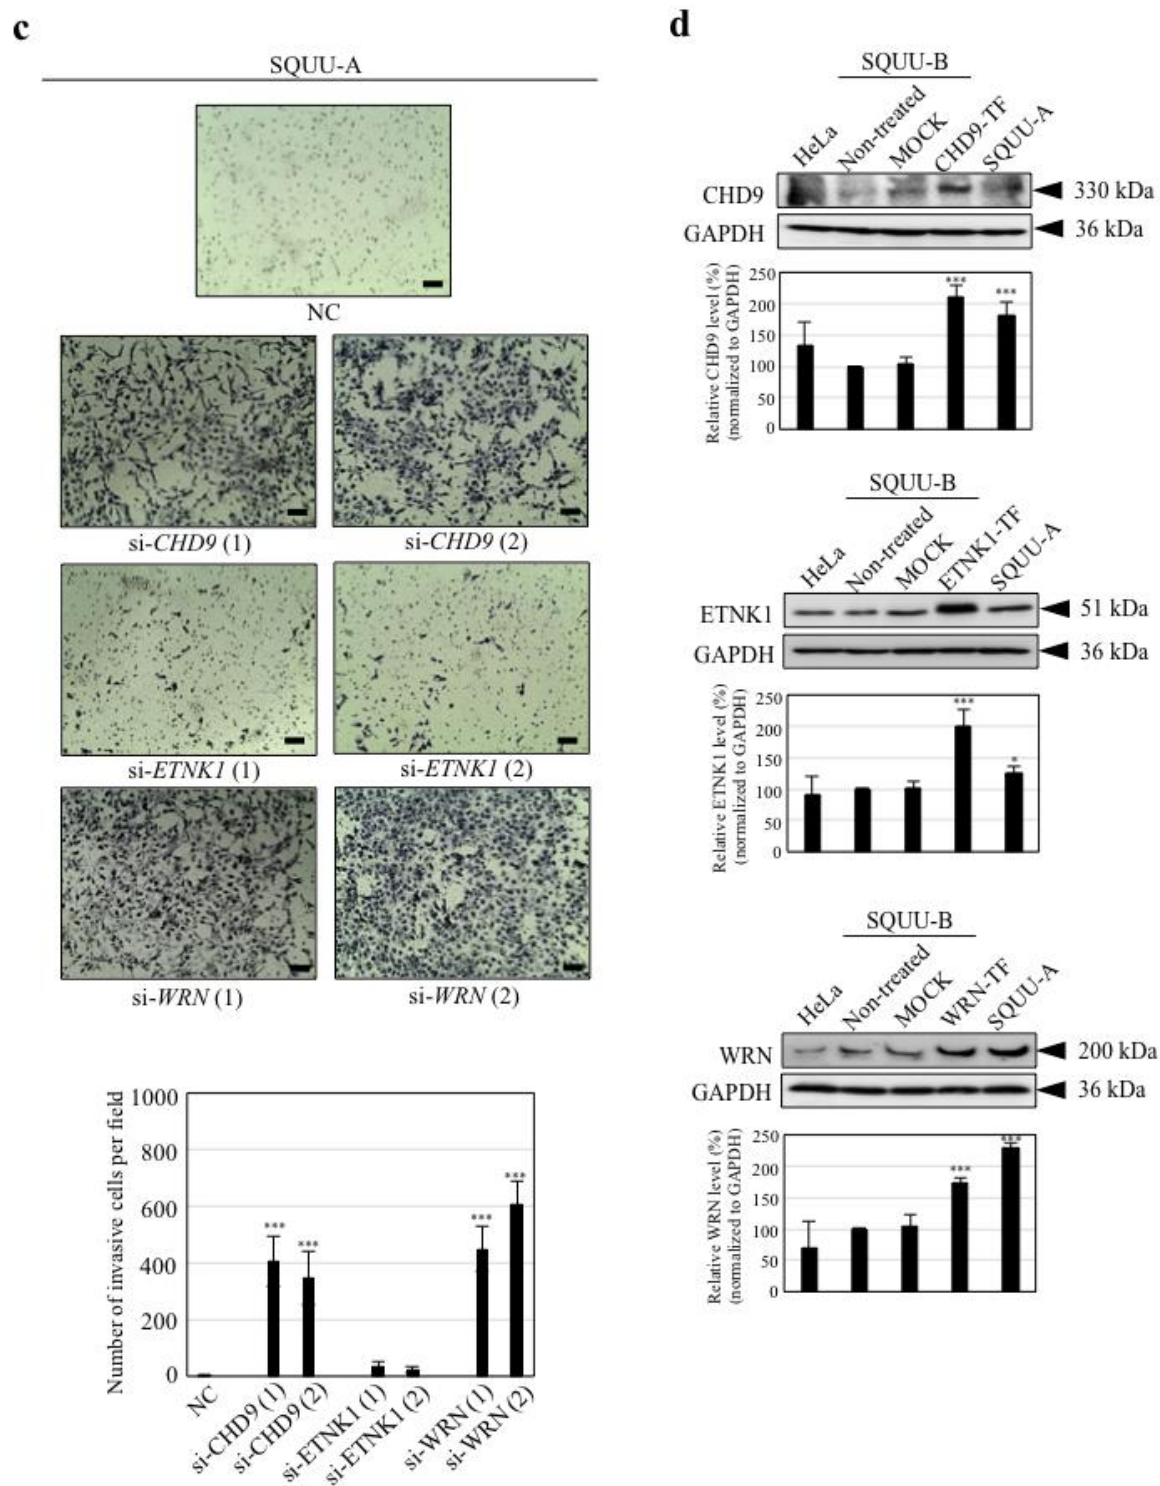 c
SQUU-A
NC
si-CHD9 (1)
si-CHD9 (2)
si-ETNK1 (1)
si-ETNK1 (2)
si-WRN (1)
si-WRN (2)
Number of invasive cells per field
1000
800
600
400
200
0
***
***
***
***
NC
si-CHD9 (1)
si-CHD9 (2)
si-ETNK1 (1)
si-ETNK1 (2)
si-WRN (1)
si-WRN (2)
d
SQUU-B
HeLa
Non-treated
MOCK
CHD9-TF
SQUU-A
CHD9
330 kDa
GAPDH
36 kDa
Relative CHD9 level (%)
(normalized to GAPDH)
250
200
150
100
50
0
***
***
SQUU-B
HeLa
Non-treated
MOCK
ETNK1-TF
SQUU-A
ETNK1
51 kDa
GAPDH
36 kDa
Relative ETNK1 level (%)
(normalized to GAPDH)
250
200
150
100
50
0
***
*
SQUU-B
HeLa
Non-treated
MOCK
WRN-TF
SQUU-A
WRN
200 kDa
GAPDH
36 kDa
Relative WRN level (%)
(normalized to GAPDH)
250
200
150
100
50
0
***
***